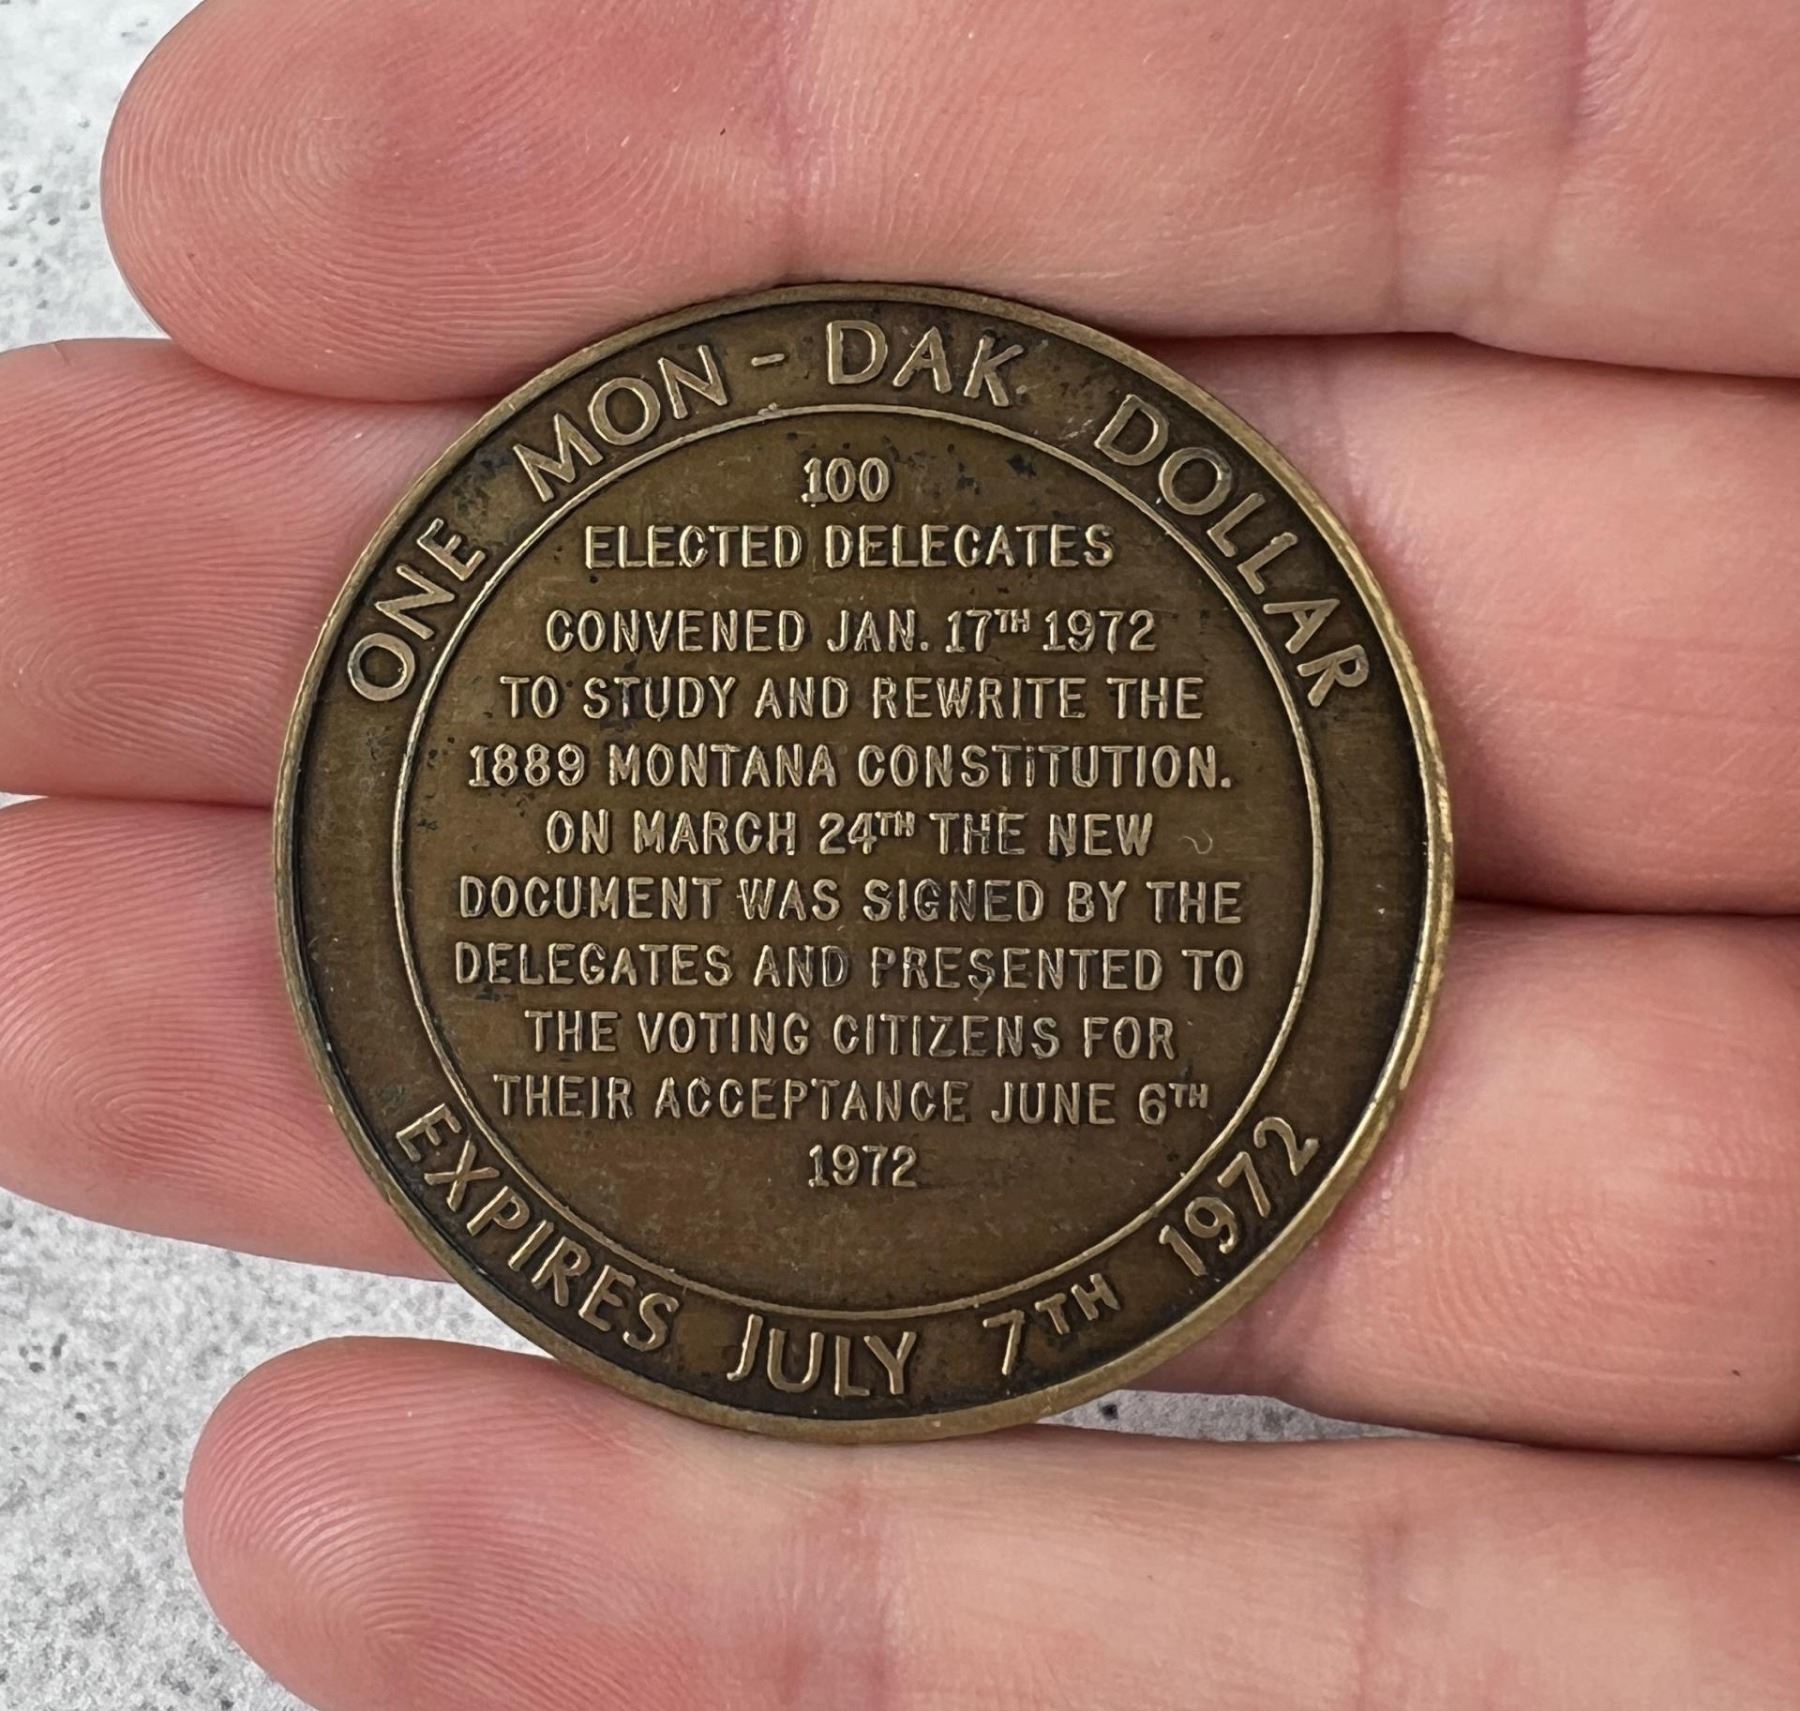 ONE MON - DAK DOLLAR
100
ELECTED DELEGATES
CONVENED JAN. 17TH 1972
TO STUDY AND REWRITE THE
1889 MONTANA CONSTITUTION.
ON MARCH 24TH THE NEW
DOCUMENT WAS SIGNED BY THE
DELEGATES AND PRESENTED TO
THE VOTING CITIZENS FOR
THEIR ACCEPTANCE JUNE 6TH
1972
EXPIRES JULY 7TH 1972